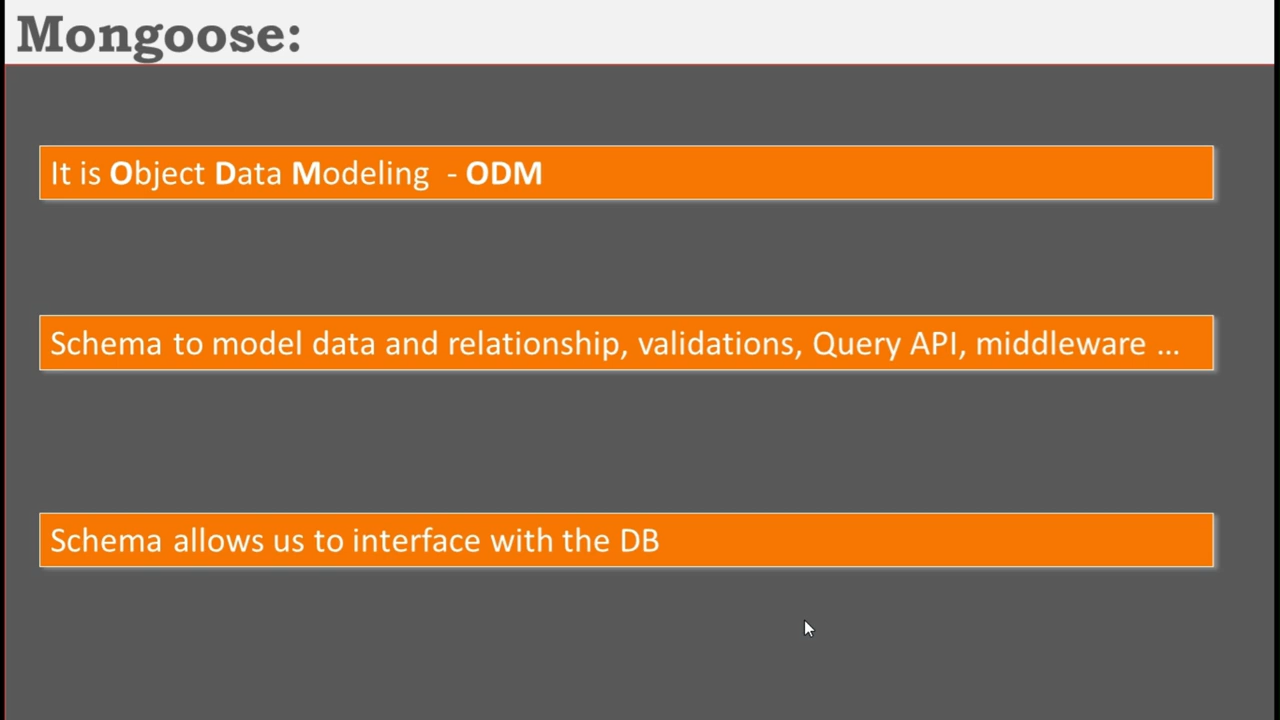 Mongoose:
It is Object Data Modeling - ODM
Schema to model data and relationship, validations, Query API, middleware ...
Schema allows us to interface with the DB